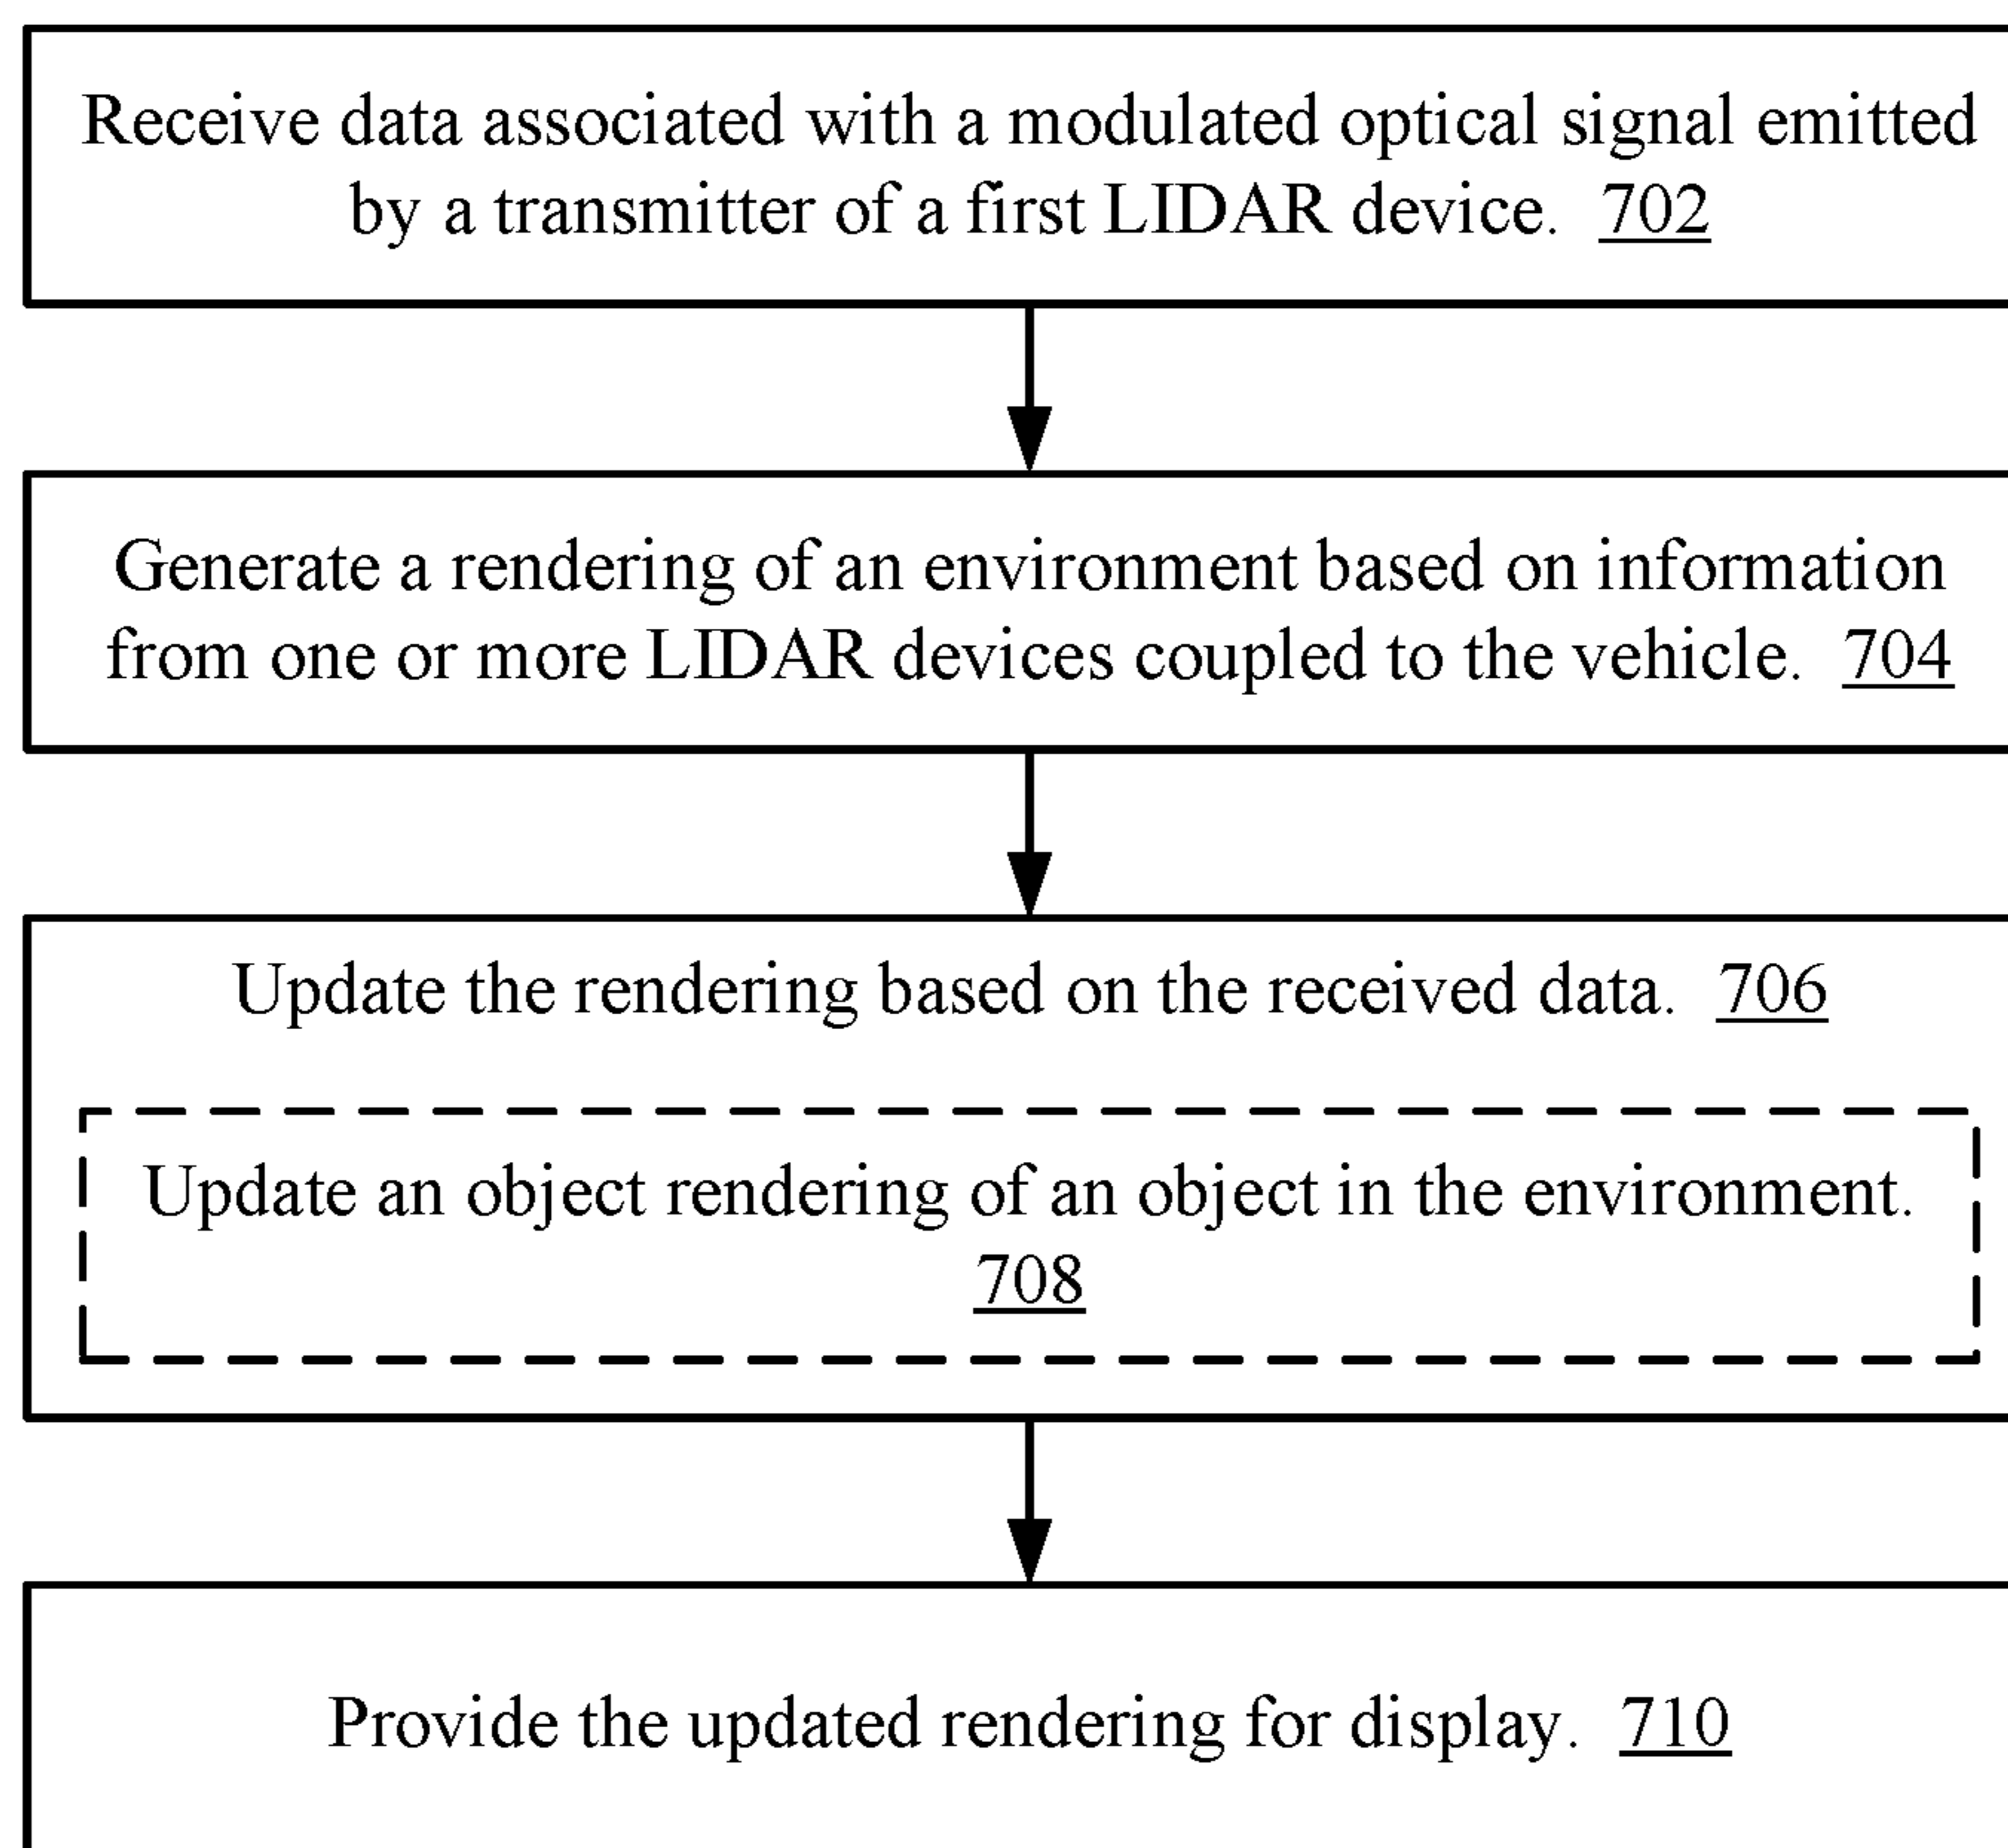 Receive data associated with a modulated optical signal emitted
by a transmitter of a first LIDAR device. 702
Generate a rendering of an environment based on information
from one or more LIDAR devices coupled to the vehicle. 704
Update the rendering based on the received data. 706
Update an object rendering of an object in the environment.
708
Provide the updated rendering for display. 710